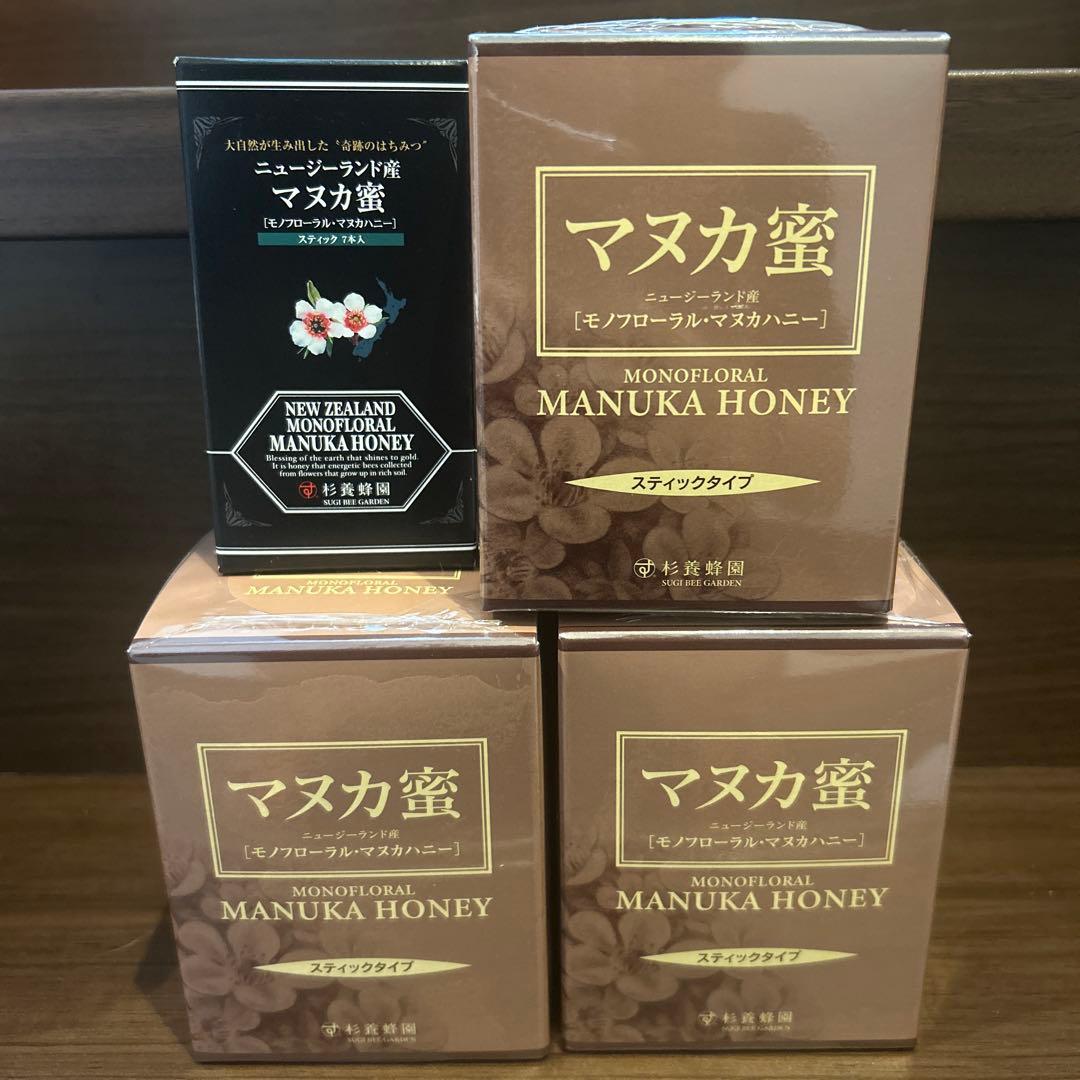 大自然が生み出した〝奇跡のはちみつ〟
ニュージーランド産
マヌカ蜜
[モノフローラル・マヌカハニー]
スティック 7本入
NEW ZEALAND
MONOFLORAL
MANUKA HONEY
Blessing of the earth that shines to gold.
It is honey that energetic bees collected
from flowers that grow up in rich soil.
す 杉養蜂園
SUGI BEE GARDEN
マヌカ蜜
ニュージーランド産
[モノフローラル・マヌカハニー]
MONOFLORAL
MANUKA HONEY
スティックタイプ
す 杉養蜂園
SUGI BEE GARDEN
MONOFLORAL
MANUKA HONEY
マヌカ蜜
ニュージーランド産
[モノフローラル・マヌカハニー]
MONOFLORAL
MANUKA HONEY
スティックタイプ
す 杉養蜂園
SUGI BEE GARDEN
マヌカ蜜
ニュージーランド産
[モノフローラル・マヌカハニー]
MONOFLORAL
MANUKA HONEY
スティックタイプ
す 杉養蜂園
SUGI BEE GARDEN